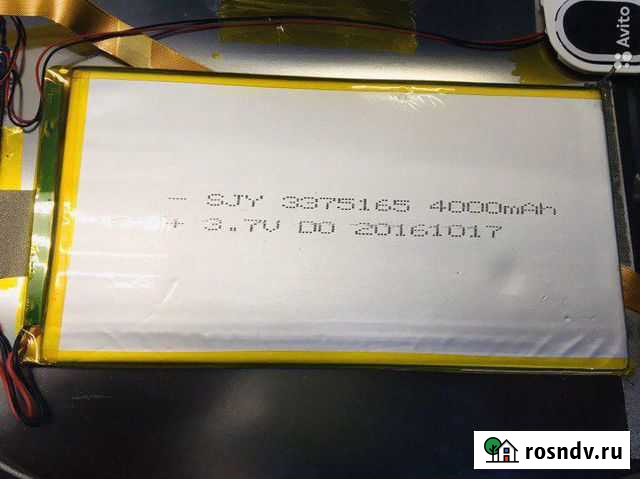 Avito
- SJY 3375165 4000mAh
+ 3.7V DO 20161017
rosndv.ru